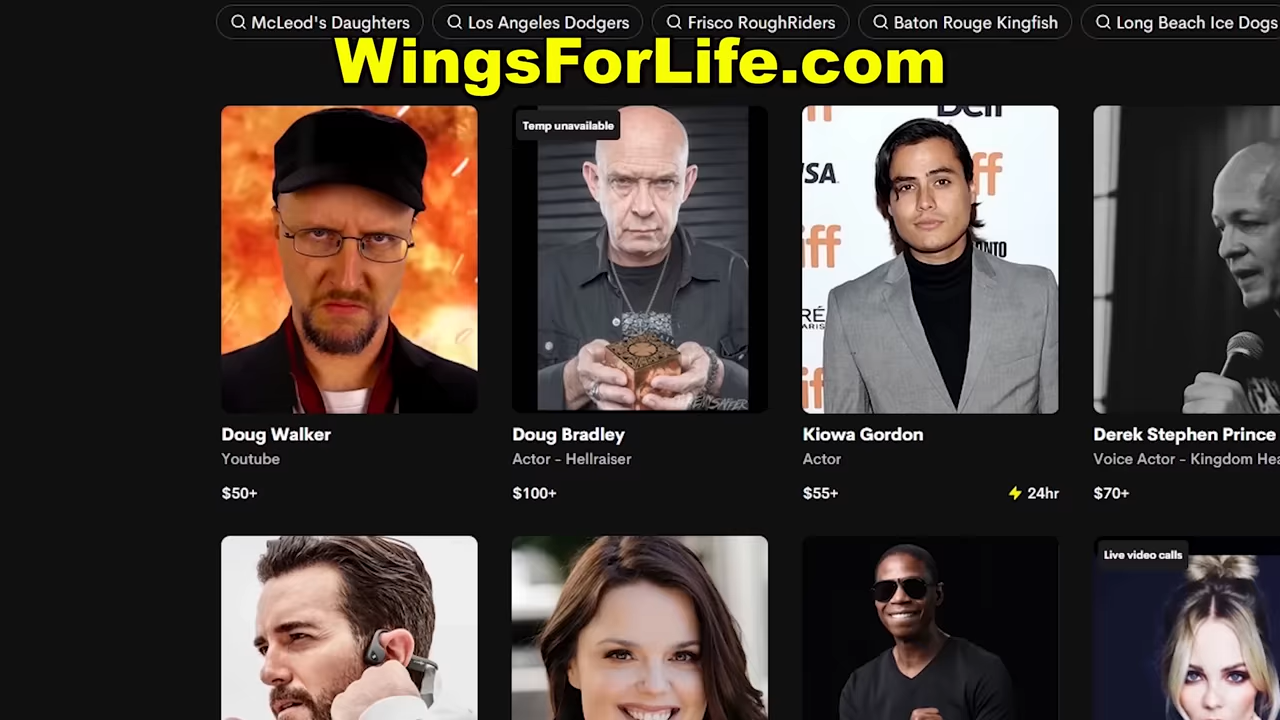 McLeod's Daughters
Los Angeles Dodgers
Frisco RoughRiders
Baton Rouge Kingfish
Long Beach Ice Dogs
WingsForLife.com
Temp unavailable
Doug Walker
Youtube
$50+
Doug Bradley
Actor - Hellraiser
$100+
Kiowa Gordon
Actor
$55+
24hr
Derek Stephen Prince
Voice Actor - Kingdom Hea
$70+
Live video calls